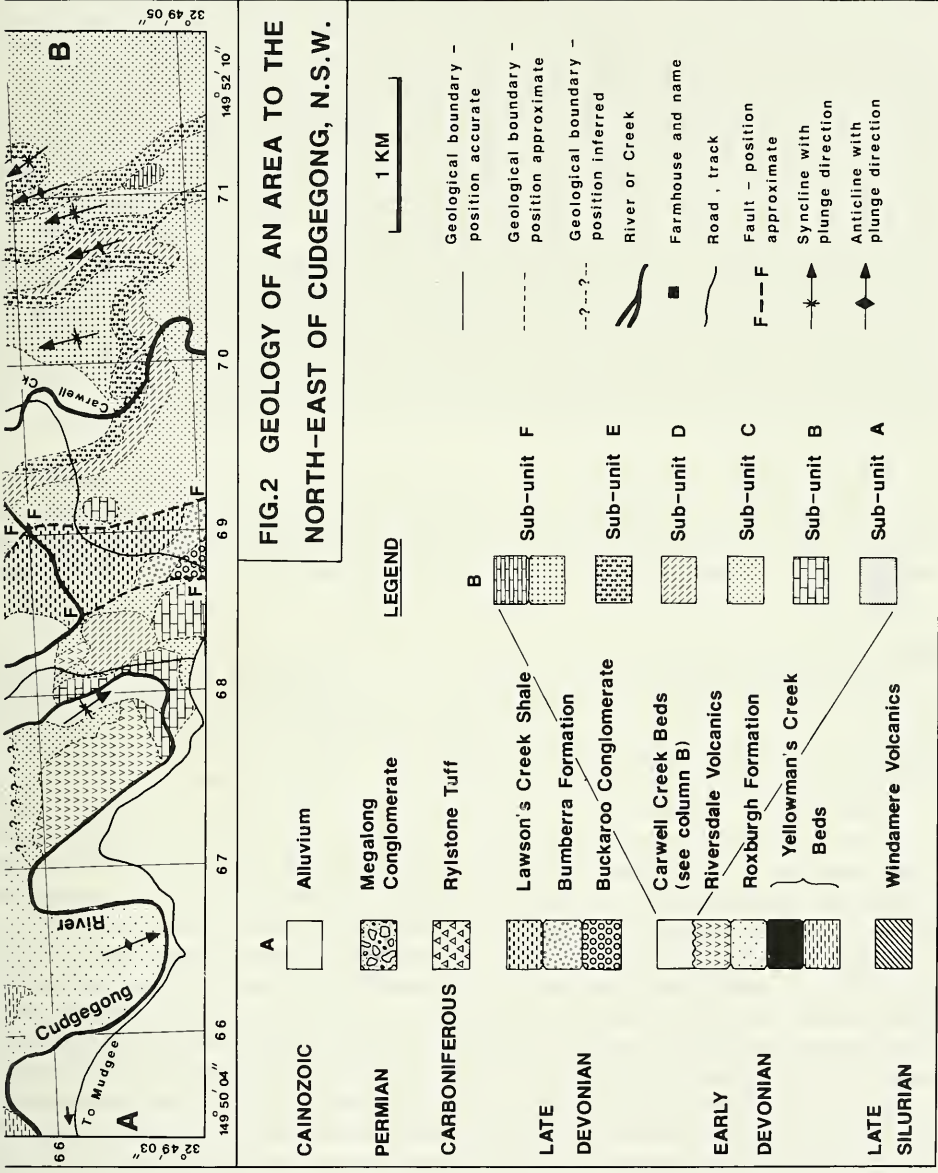 B
32° 49' 05"
149° 52' 10"
71
70
69
68
67
66
149° 50' 04"
32° 49' 03"
66
A
To Mudgee
Cudgegong
River
Carwell Ck
F
F
F
F
F
--?--?--?--?
FIG.2 GEOLOGY OF AN AREA TO THE
NORTH-EAST OF CUDGEGONG, N.S.W.
LEGEND
1 KM
A
CAINOZOIC
Alluvium
PERMIAN
Megalong
Conglomerate
CARBONIFEROUS
Rylstone Tuff
LATE
DEVONIAN
Lawson's Creek Shale
Bumberra Formation
Buckaroo Conglomerate
EARLY
DEVONIAN
Carwell Creek Beds
(see column B)
Riversdale Volcanics
Roxburgh Formation
Yellowman's Creek
Beds
LATE
SILURIAN
Windamere Volcanics
B
Sub-unit F
Sub-unit E
Sub-unit D
Sub-unit C
Sub-unit B
Sub-unit A
Geological boundary –
position accurate
Geological boundary –
position approximate
--?--?--
Geological boundary –
position inferred
River or Creek
Farmhouse and name
Road, track
F---F
Fault – position
approximate
Syncline with
plunge direction
Anticline with
plunge direction